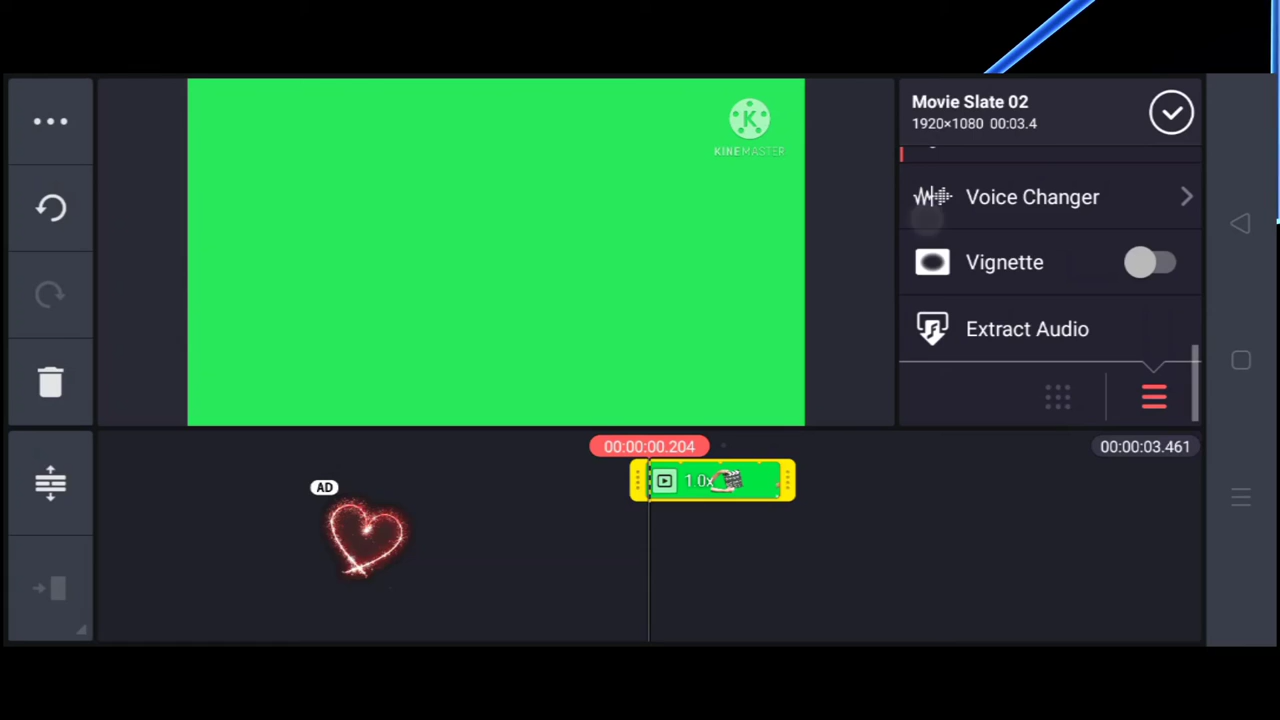 K
KINEMASTER
Movie Slate 02
1920×1080 00:03.4
Voice Changer
Vignette
Extract Audio
00:00:00.204
00:00:03.461
1.0x
AD